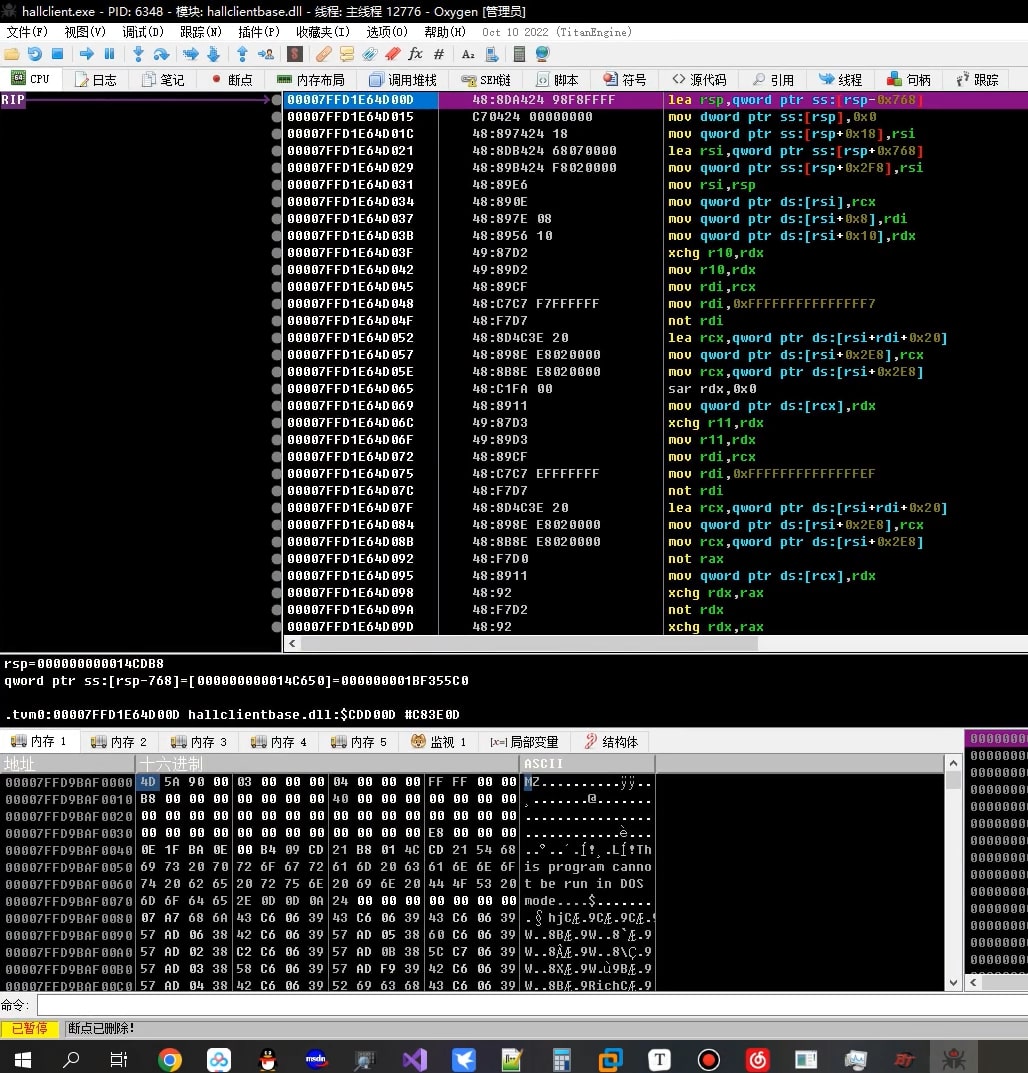 hallclient.exe - PID: 6348 - 模块: hallclientbase.dll - 线程: 主线程 12776 - Oxygen [管理员]
文件(F) 视图(V) 调试(D) 跟踪(N) 插件(P) 收藏夹(I) 选项(O) 帮助(H) Oct 10 2022 (TitanEngine)
CPU 日志 笔记 断点 内存布局 调用堆栈 SEH链 脚本 符号 源代码 引用 线程 句柄 跟踪
RIP 00007FFD1E64D00D 48:8DA424 98F8FFFF lea rsp,qword ptr ss:[rsp-0x768]
00007FFD1E64D015 C70424 00000000 mov dword ptr ss:[rsp],0x0
00007FFD1E64D01C 48:897424 18 mov qword ptr ss:[rsp+0x18],rsi
00007FFD1E64D021 48:8DB424 68070000 lea rsi,qword ptr ss:[rsp+0x768]
00007FFD1E64D029 48:89B424 F8020000 mov qword ptr ss:[rsp+0x2F8],rsi
00007FFD1E64D031 48:89E6 mov rsi,rsp
00007FFD1E64D034 48:890E mov qword ptr ds:[rsi],rcx
00007FFD1E64D037 48:897E 08 mov qword ptr ds:[rsi+0x8],rdi
00007FFD1E64D03B 48:8956 10 mov qword ptr ds:[rsi+0x10],rdx
00007FFD1E64D03F 49:87D2 xchg r10,rdx
00007FFD1E64D042 49:89D2 mov r10,rdx
00007FFD1E64D045 48:89CF mov rdi,rcx
00007FFD1E64D048 48:C7C7 F7FFFFFF mov rdi,0xFFFFFFFFFFFFFFF7
00007FFD1E64D04F 48:F7D7 not rdi
00007FFD1E64D052 48:8D4C3E 20 lea rcx,qword ptr ds:[rsi+rdi+0x20]
00007FFD1E64D057 48:898E E8020000 mov qword ptr ds:[rsi+0x2E8],rcx
00007FFD1E64D05E 48:8B8E E8020000 mov rcx,qword ptr ds:[rsi+0x2E8]
00007FFD1E64D065 48:C1FA 00 sar rdx,0x0
00007FFD1E64D069 48:8911 mov qword ptr ds:[rcx],rdx
00007FFD1E64D06C 49:87D3 xchg r11,rdx
00007FFD1E64D06F 49:89D3 mov r11,rdx
00007FFD1E64D072 48:89CF mov rdi,rcx
00007FFD1E64D075 48:C7C7 EFFFFFFF mov rdi,0xFFFFFFFFFFFFFFEF
00007FFD1E64D07C 48:F7D7 not rdi
00007FFD1E64D07F 48:8D4C3E 20 lea rcx,qword ptr ds:[rsi+rdi+0x20]
00007FFD1E64D084 48:898E E8020000 mov qword ptr ds:[rsi+0x2E8],rcx
00007FFD1E64D08B 48:8B8E E8020000 mov rcx,qword ptr ds:[rsi+0x2E8]
00007FFD1E64D092 48:F7D0 not rax
00007FFD1E64D095 48:8911 mov qword ptr ds:[rcx],rdx
00007FFD1E64D098 48:92 xchg rdx,rax
00007FFD1E64D09A 48:F7D2 not rdx
00007FFD1E64D09D 48:92 xchg rdx,rax
rsp=000000000014CDB8
qword ptr ss:[rsp-768]=[000000000014C650]=000000001BF355C0
.tvm0:00007FFD1E64D00D hallclientbase.dll:$CDD00D #C83E0D
内存 1 内存 2 内存 3 内存 4 内存 5 监视 1 [x=] 局部变量 结构体
地址 十六进制 ASCII
00007FFD9BAF0000 4D 5A 90 00 03 00 00 00 04 00 00 00 FF FF 00 00 MZ..........ÿÿ..
00007FFD9BAF0010 B8 00 00 00 00 00 00 00 40 00 00 00 00 00 00 00 ¸.......@.......
00007FFD9BAF0020 00 00 00 00 00 00 00 00 00 00 00 00 00 00 00 00 ................
00007FFD9BAF0030 00 00 00 00 00 00 00 00 00 00 00 00 E8 00 00 00 ............è...
00007FFD9BAF0040 0E 1F BA 0E 00 B4 09 CD 21 B8 01 4C CD 21 54 68 ..º..´.Í!¸.LÍ!Th
00007FFD9BAF0050 69 73 20 70 72 6F 67 72 61 6D 20 63 61 6E 6E 6F is program canno
00007FFD9BAF0060 74 20 62 65 20 72 75 6E 20 69 6E 20 44 4F 53 20 t be run in DOS
00007FFD9BAF0070 6D 6F 64 65 2E 0D 0D 0A 24 00 00 00 00 00 00 00 mode....$.......
00007FFD9BAF0080 07 A7 68 6A 43 C6 06 39 43 C6 06 39 43 C6 06 39 .§hjCÆ.9CÆ.9CÆ.9
00007FFD9BAF0090 57 AD 06 38 42 C6 06 39 57 AD 05 38 60 C6 06 39 W..8BÆ.9W..8`Æ.9
00007FFD9BAF00A0 57 AD 02 38 C2 C6 06 39 57 AD 0B 38 5C C7 06 39 W..8ÂÆ.9W..8\Ç.9
00007FFD9BAF00B0 57 AD 03 38 58 C6 06 39 57 AD F9 39 42 C6 06 39 W..8XÆ.9W.ù9BÆ.9
00007FFD9BAF00C0 57 AD 04 38 42 C6 06 39 52 69 63 68 43 C6 06 39 W..8BÆ.9RichCÆ.9
命令:
已暂停 断点已删除!